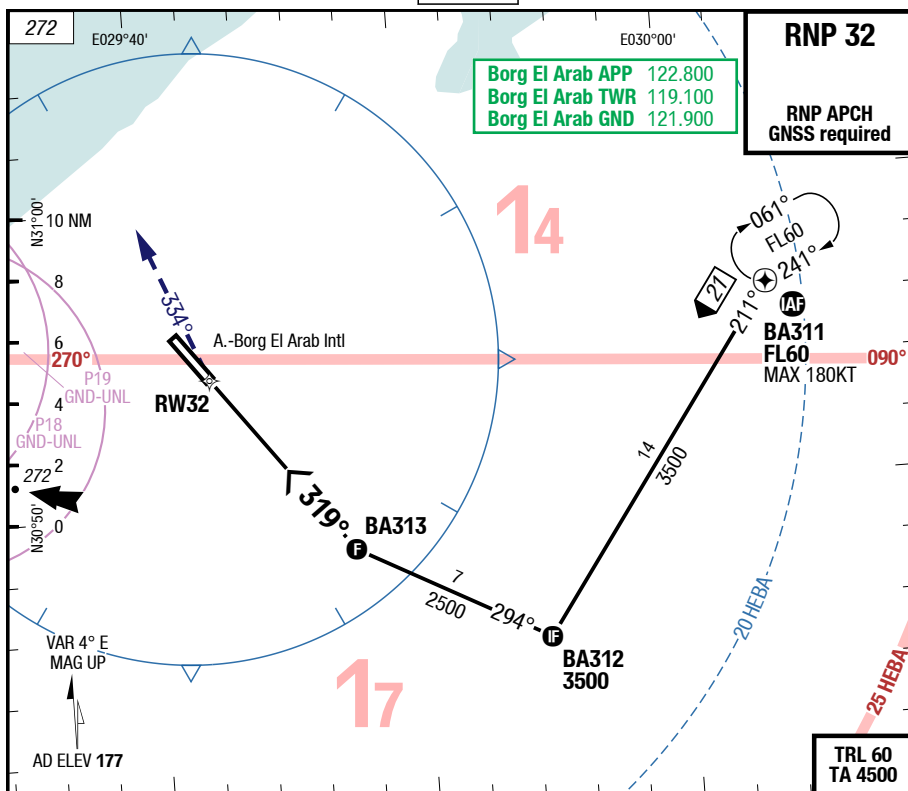 272
E029°40'
E030°00'
RNP 32
RNP APCH
GNSS required
Borg El Arab APP 122.800
Borg El Arab TWR 119.100
Borg El Arab GND 121.900
N31°00'
10 NM
8
6
4
2
0
14
061°
FL60
241°
21
211°
IAF
BA311
FL60
MAX 180KT
334°
A.-Borg El Arab Intl
270°
090°
P19
GND-UNL
RW32
P18
GND-UNL
272
N30°50'
14
3500
319°
BA313
F
7
2500
294°
IF
BA312
3500
20 HEBA
25 HEBA
17
VAR 4° E
MAG UP
AD ELEV 177
TRL 60
TA 4500